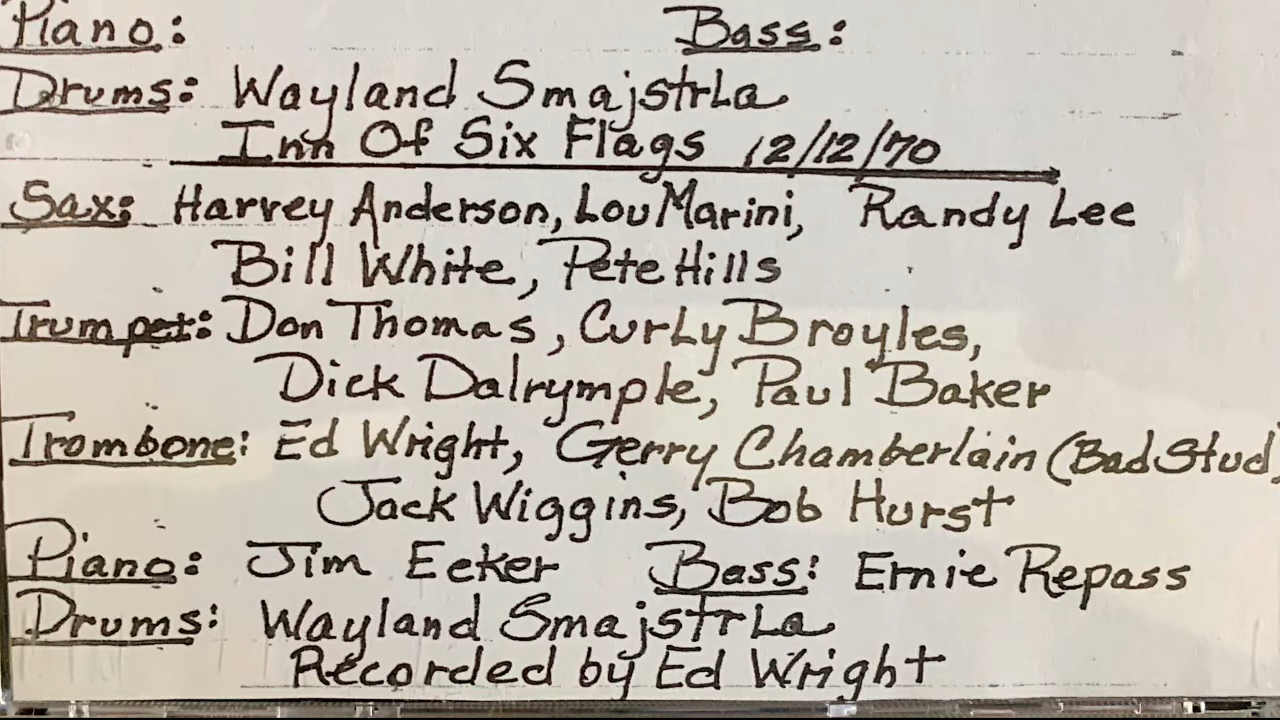 Piano: Bass:
Drums: Wayland Smajstrla
Inn Of Six Flags 12/12/70
Sax: Harvey Anderson, Lou Marini, Randy Lee
Bill White, Pete Hills
Trumpet: Don Thomas, Curly Broyles,
Dick Dalrymple, Paul Baker
Trombone: Ed Wright, Gerry Chamberlain (Bad Stud)
Jack Wiggins, Bob Hurst
Piano: Jim Ecker Bass: Ernie Repass
Drums: Wayland Smajstrla
Recorded by Ed Wright